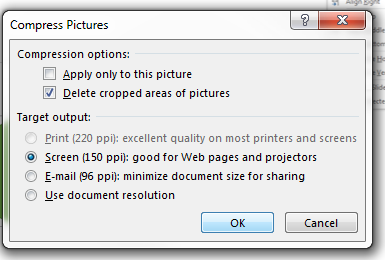 Compress Pictures
Compression options:
Apply only to this picture
Delete cropped areas of pictures
Target output:
Print (220 ppi): excellent quality on most printers and screens
Screen (150 ppi): good for Web pages and projectors
E-mail (96 ppi): minimize document size for sharing
Use document resolution
OK Cancel